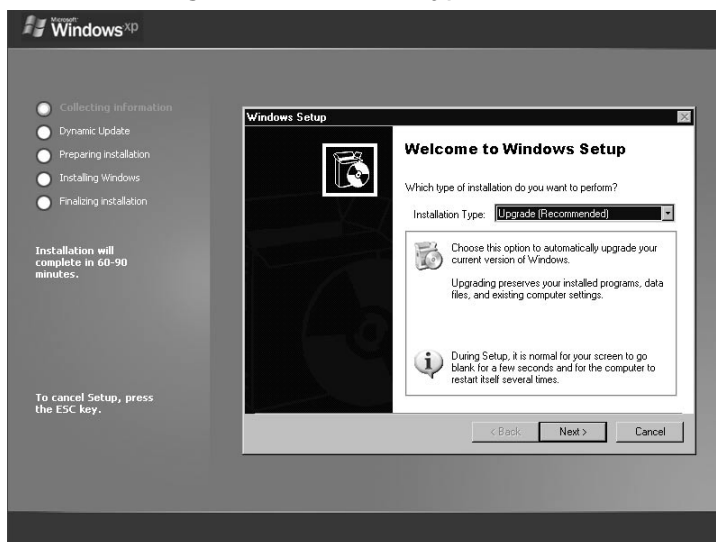 Microsoft
Windows xp
Collecting information
Dynamic Update
Preparing installation
Installing Windows
Finalizing installation
Installation will
complete in 60-90
minutes.
To cancel Setup, press
the ESC key.
Windows Setup
Welcome to Windows Setup
Which type of installation do you want to perform?
Installation Type: Upgrade (Recommended)
Choose this option to automatically upgrade your
current version of Windows.
Upgrading preserves your installed programs, data
files, and existing computer settings.
During Setup, it is normal for your screen to go
blank for a few seconds and for the computer to
restart itself several times.
< Back Next > Cancel